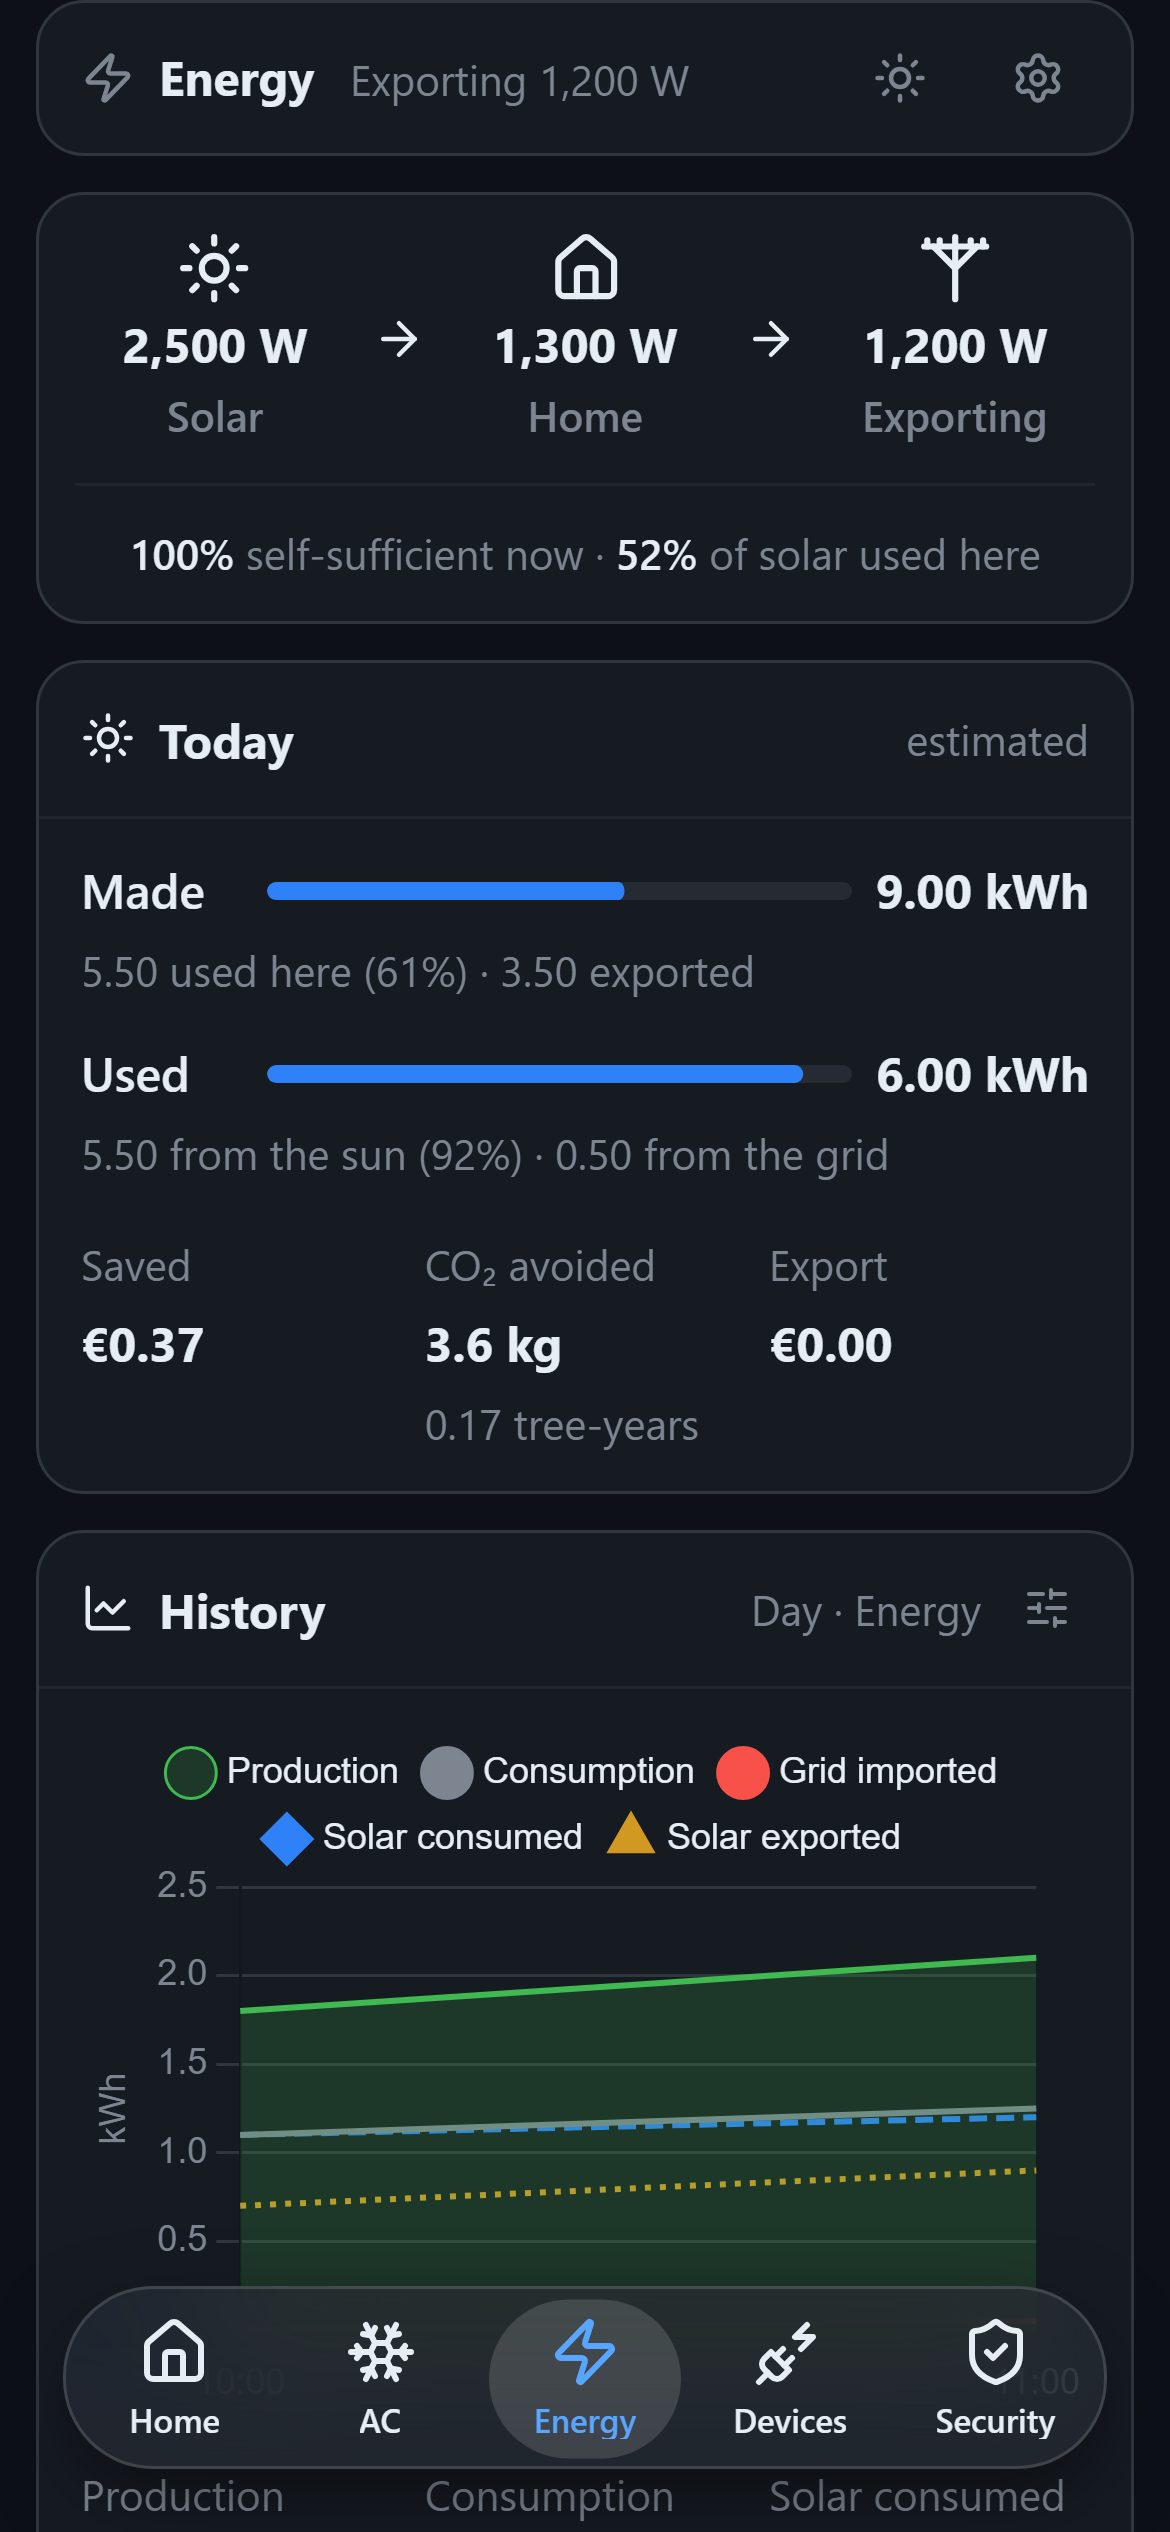 Energy Exporting 1,200 W
2,500 W 1,300 W 1,200 W
Solar Home Exporting
100% self-sufficient now · 52% of solar used here
Today estimated
Made 9.00 kWh
5.50 used here (61%) · 3.50 exported
Used 6.00 kWh
5.50 from the sun (92%) · 0.50 from the grid
Saved CO₂ avoided Export
€0.37 3.6 kg €0.00
0.17 tree-years
History Day · Energy
Production Consumption Grid imported
Solar consumed Solar exported
2.5
2.0
1.5
kWh
1.0
0.5
Home AC Energy Devices Security
Production Consumption Solar consumed